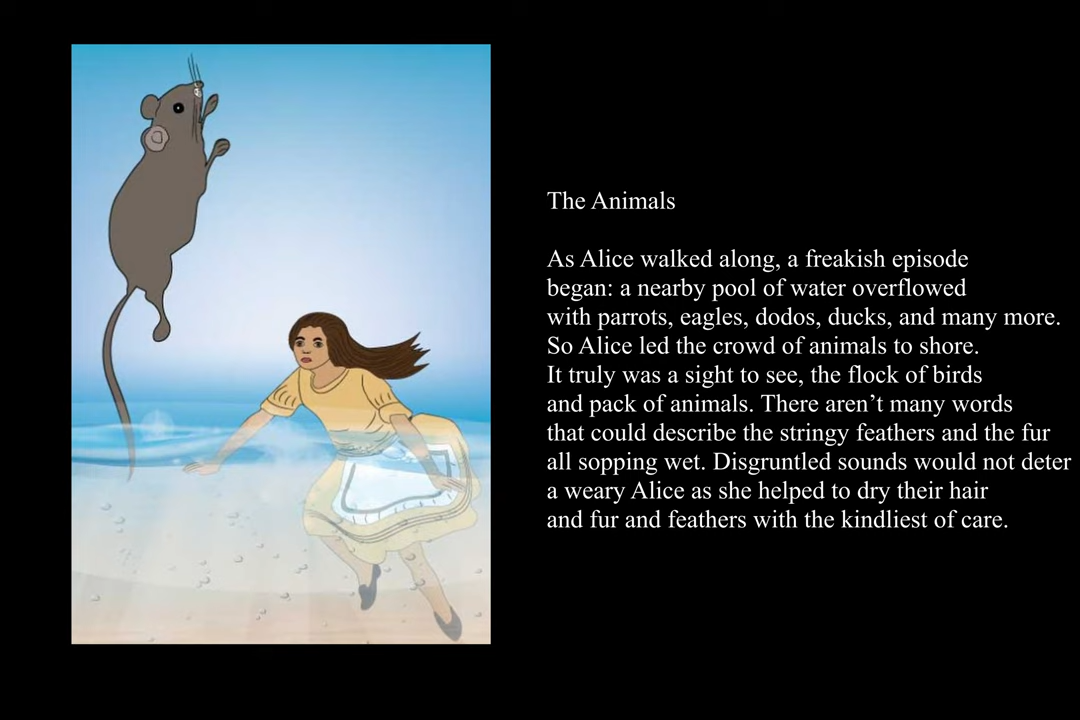 The Animals
As Alice walked along, a freakish episode
began: a nearby pool of water overflowed
with parrots, eagles, dodos, ducks, and many more.
So Alice led the crowd of animals to shore.
It truly was a sight to see, the flock of birds
and pack of animals. There aren’t many words
that could describe the stringy feathers and the fur
all sopping wet. Disgruntled sounds would not deter
a weary Alice as she helped to dry their hair
and fur and feathers with the kindliest of care.